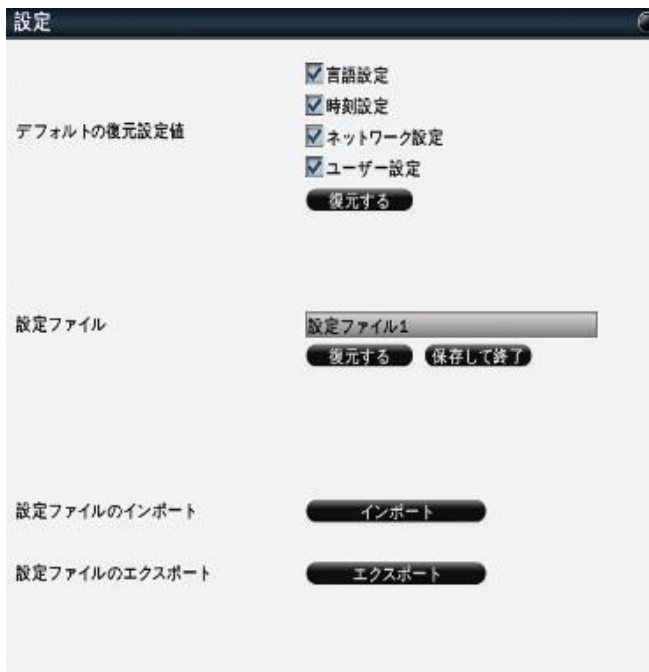 設定
言語設定
時刻設定
デフォルトの復元設定値
ネットワーク設定
ユーザー設定
復元する
設定ファイル
設定ファイル1
復元する
保存して終了
設定ファイルのインポート
インポート
設定ファイルのエクスポート
エクスポート